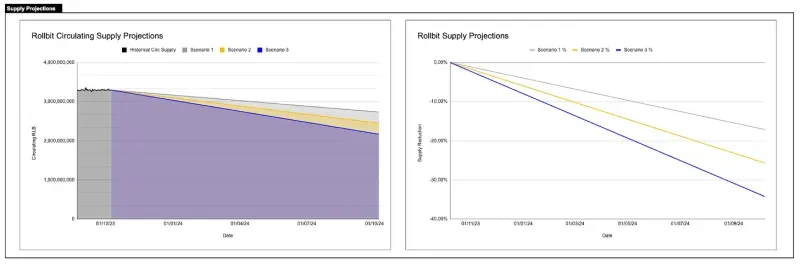 Supply Projections
Rollbit Circulating Supply Projections
Historical Circ Supply Scenario 1 Scenario 2 Scenario 3
4,000,000,000
3,000,000,000
2,000,000,000
1,000,000,000
0
Circulating RLB
01/10/23 01/01/24 01/04/24 01/07/24 01/10/24
Date
Rollbit Supply Projections
Scenario 1 % Scenario 2 % Scenario 3 %
0.00%
-10.00%
-20.00%
-30.00%
-40.00%
Supply Reduction
01/11/23 01/01/24 01/03/24 01/05/24 01/07/24 01/09/24
Date